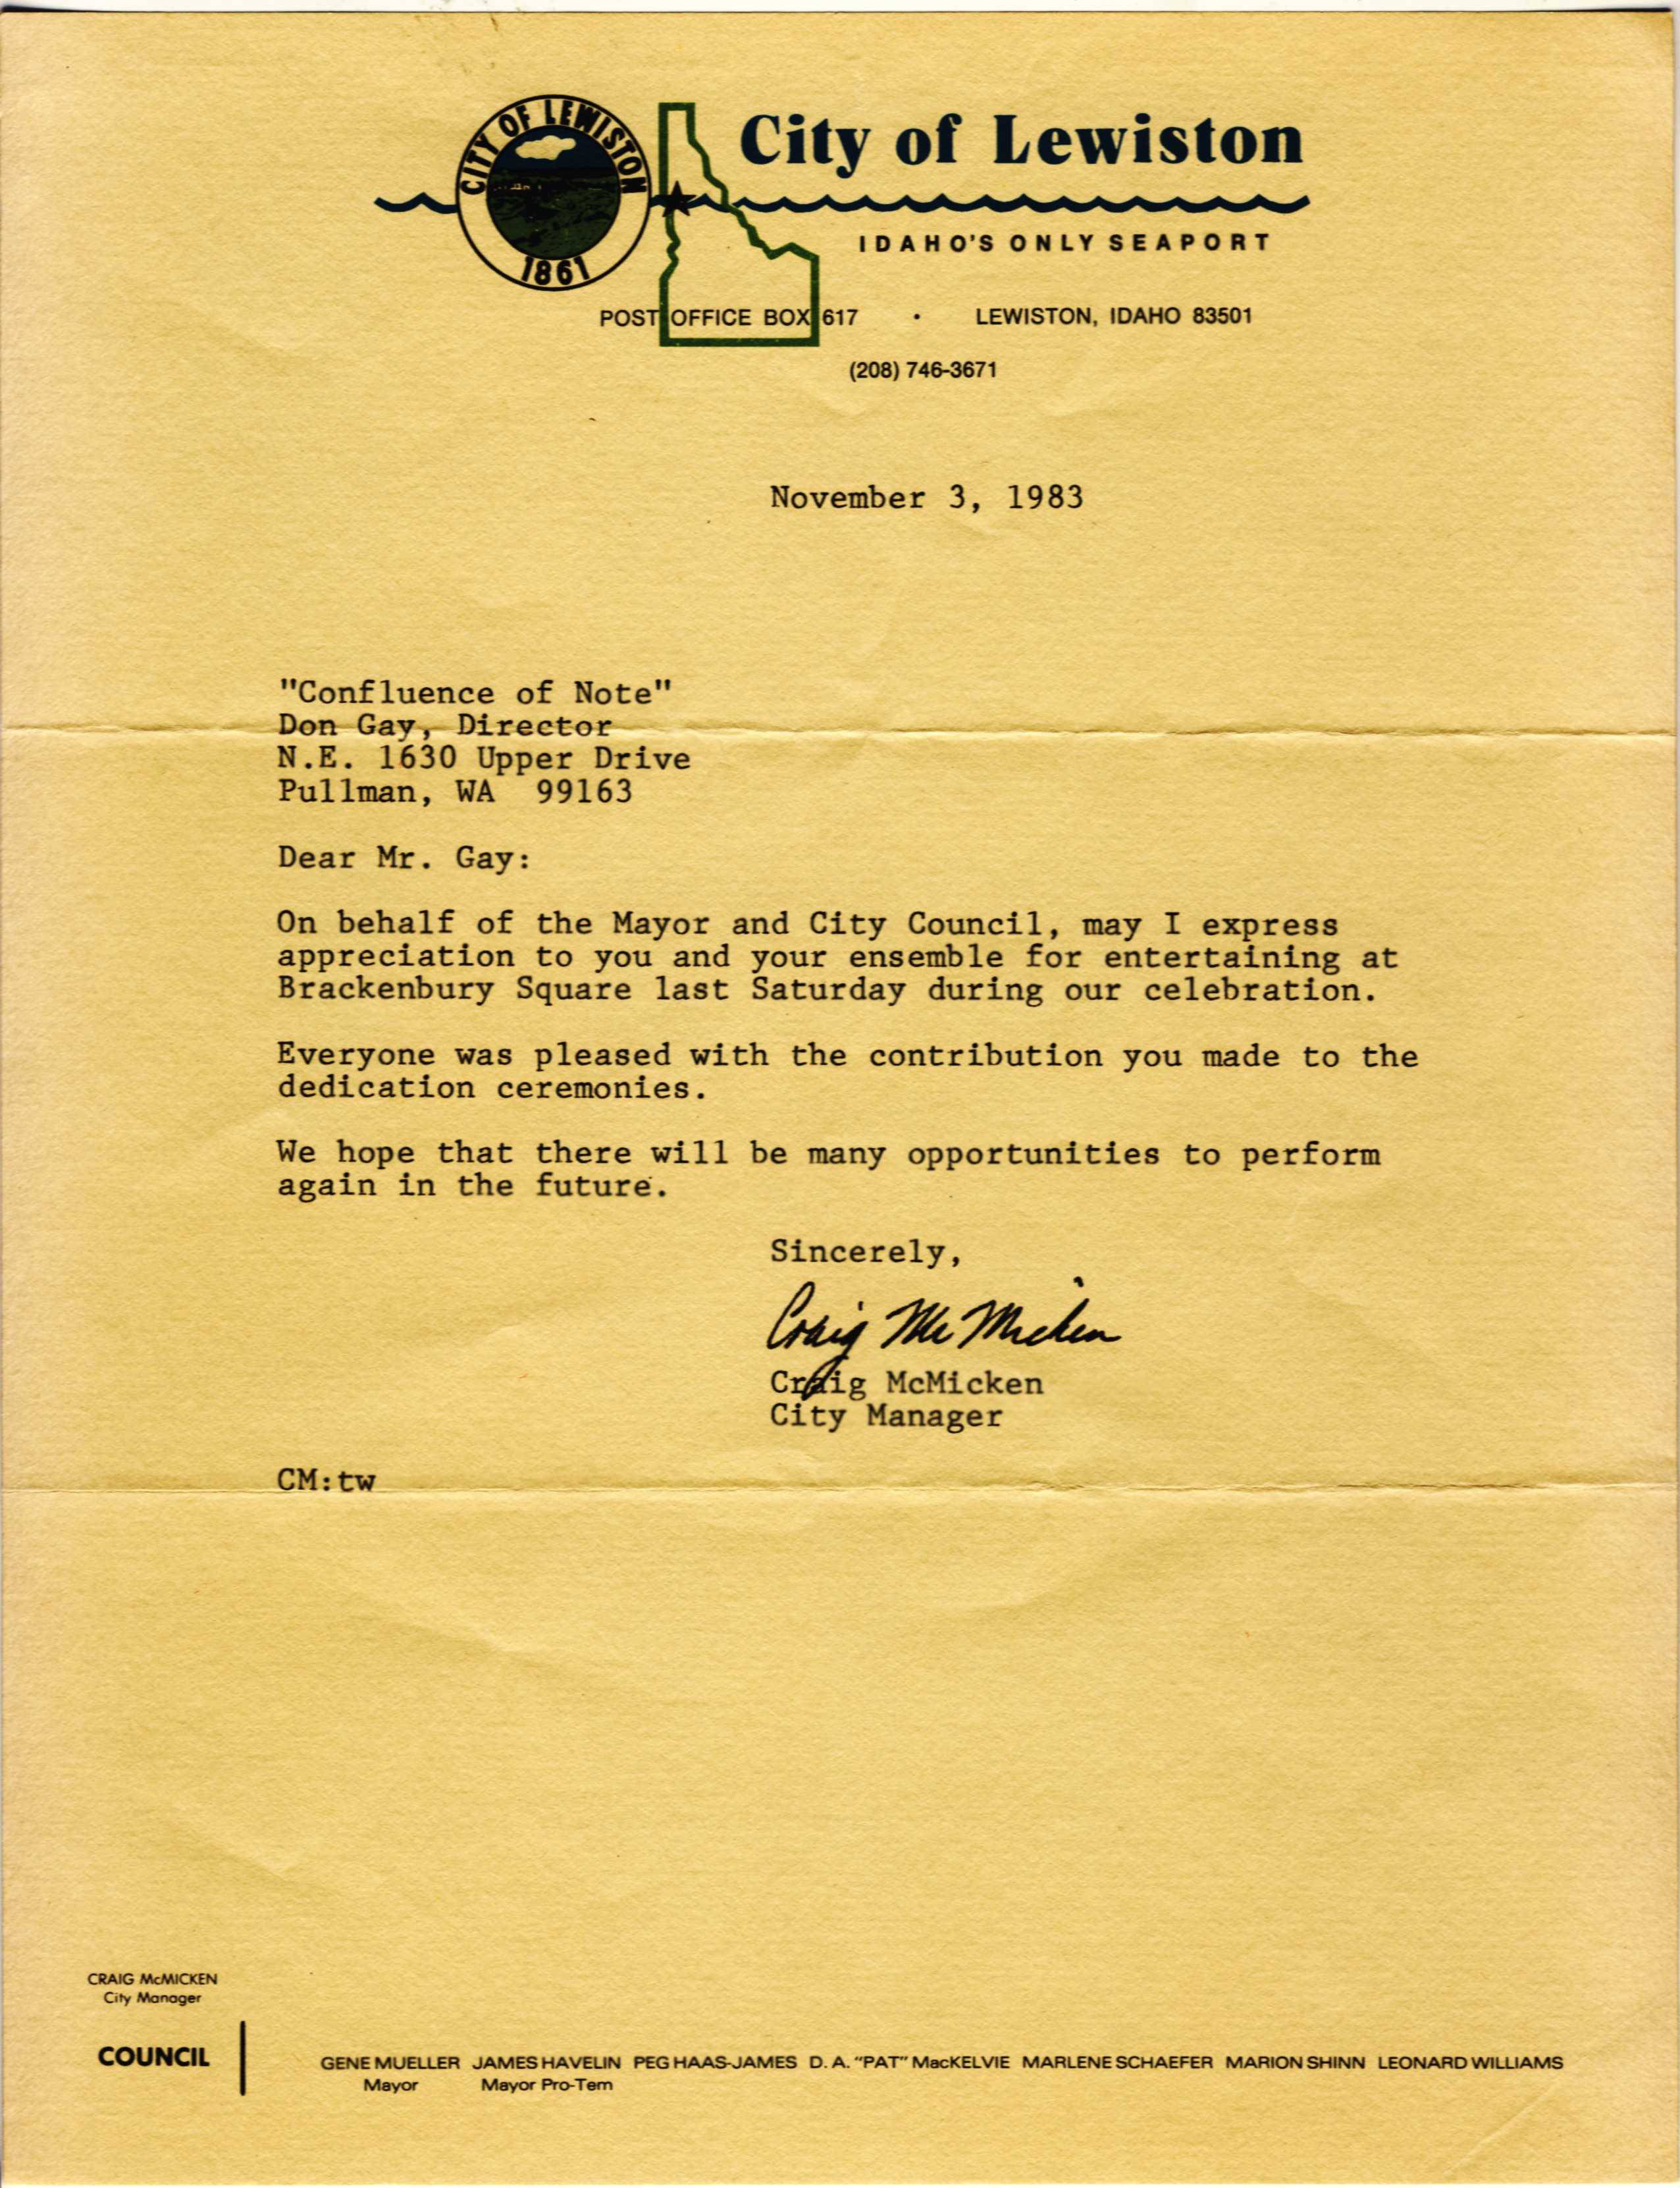 CITY OF LEWISTON
1861
City of Lewiston
IDAHO'S ONLY SEAPORT
POST OFFICE BOX 617 • LEWISTON, IDAHO 83501
(208) 746-3671
November 3, 1983
"Confluence of Note"
Don Gay, Director
N.E. 1630 Upper Drive
Pullman, WA 99163
Dear Mr. Gay:
On behalf of the Mayor and City Council, may I express
appreciation to you and your ensemble for entertaining at
Brackenbury Square last Saturday during our celebration.
Everyone was pleased with the contribution you made to the
dedication ceremonies.
We hope that there will be many opportunities to perform
again in the future.
Sincerely,
Craig McMicken
Craig McMicken
City Manager
CM:tw
CRAIG McMICKEN
City Manager
COUNCIL
GENE MUELLER JAMES HAVELIN PEG HAAS-JAMES D. A. "PAT" MacKELVIE MARLENE SCHAEFER MARION SHINN LEONARD WILLIAMS
Mayor Mayor Pro-Tem